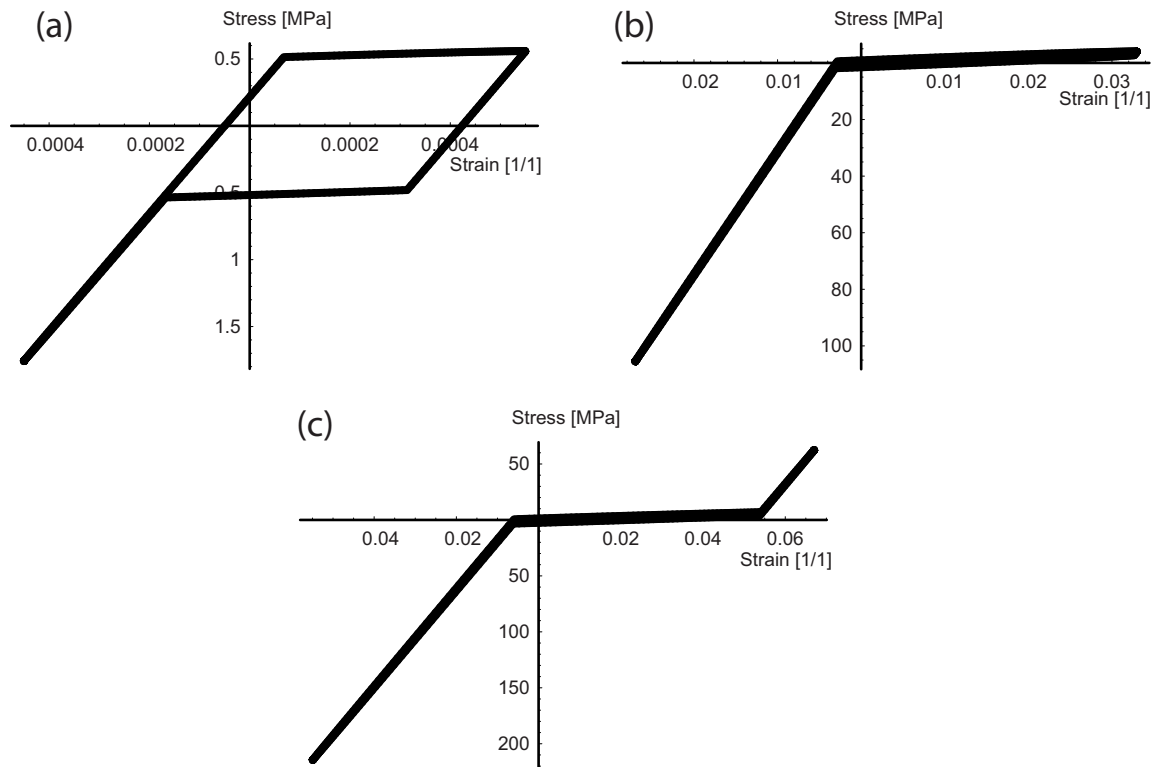 (a)
Stress [MPa]
0.5
0.0004 0.0002 0.0002 0.0004
Strain [1/1]
0.5
1
1.5
(b)
Stress [MPa]
0.02 0.01 0.01 0.02 0.03
Strain [1/1]
20
40
60
80
100
(c)
Stress [MPa]
50
0.04 0.02 0.02 0.04 0.06
Strain [1/1]
50
100
150
200